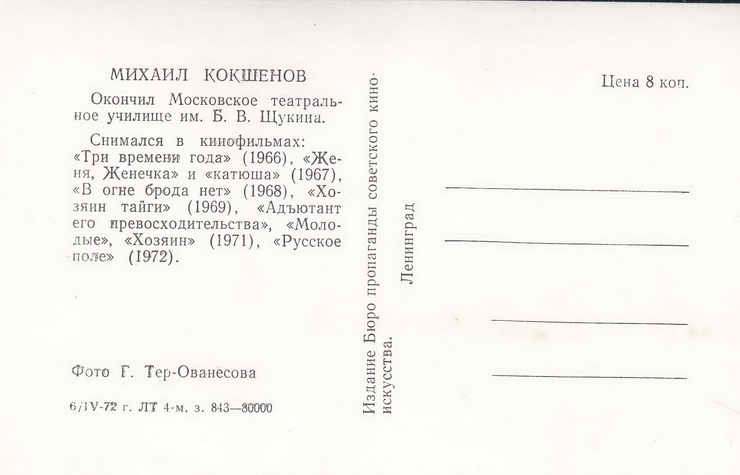 МИХАИЛ КОКШЕНОВ
Окончил Московское театраль-
ное училище им. Б. В. Щукина.
Снимался в кинофильмах:
«Три времени года» (1966), «Же-
ня, Женечка» и «катюша» (1967),
«В огне брода нет» (1968), «Хо-
зяин тайги» (1969), «Адъютант
его превосходительства», «Моло-
дые», «Хозяин» (1971), «Русское
поле» (1972).
Фото Г. Тер-Ованесова
6/IV-72 г. ЛТ 4-м, з. 843—30000
Издание Бюро пропаганды советского кино-
искусства.
Ленинград
Цена 8 коп.